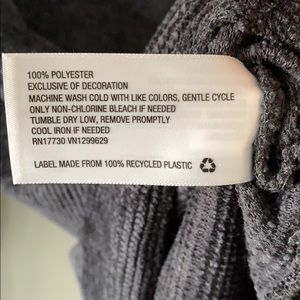 100% POLYESTER
EXCLUSIVE OF DECORATION
MACHINE WASH COLD WITH LIKE COLORS, GENTLE CYCLE
ONLY NON-CHLORINE BLEACH IF NEEDED
TUMBLE DRY LOW, REMOVE PROMPTLY
COOL IRON IF NEEDED
RN17730 VN1299629
LABEL MADE FROM 100% RECYCLED PLASTIC